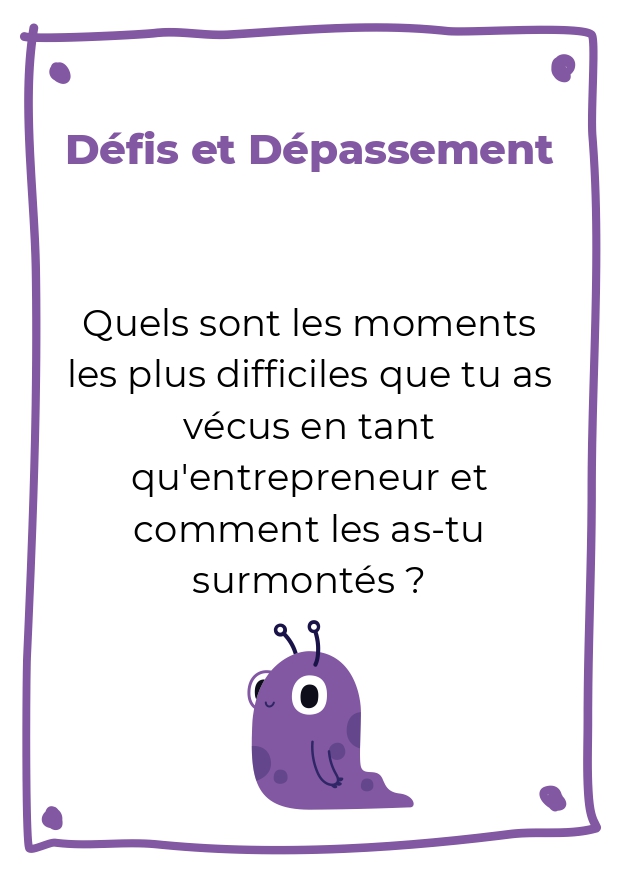 Défis et Dépassement
Quels sont les moments
les plus difficiles que tu as
vécus en tant
qu'entrepreneur et
comment les as-tu
surmontés ?